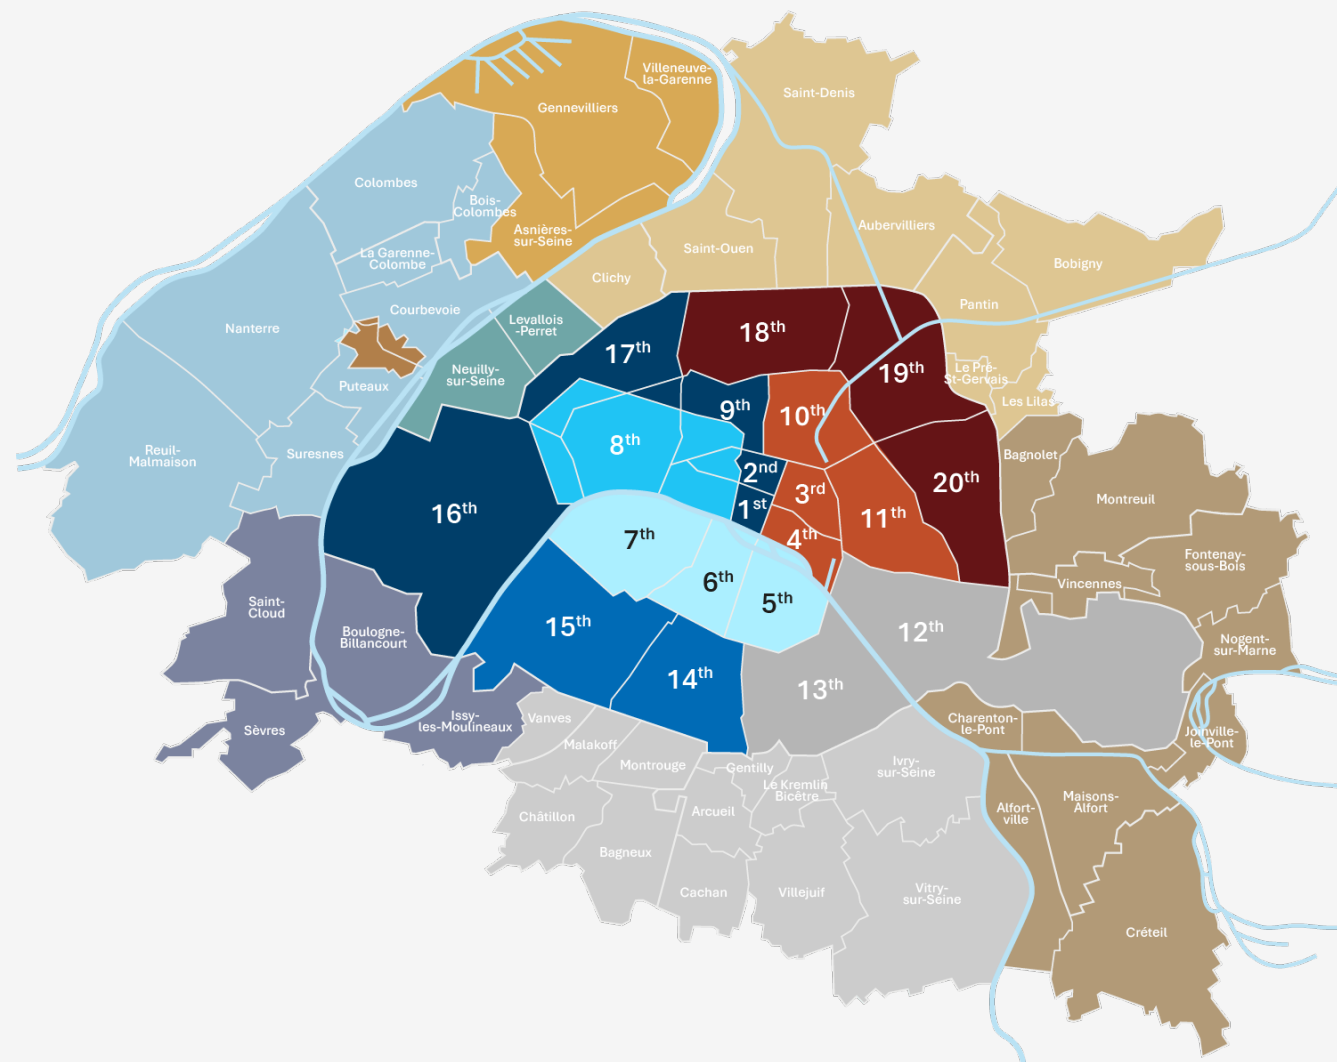 Villeneuve-
la-Garenne
Saint-Denis
Gennevilliers
Colombes
Bois-
Colombes
Asnières-
sur-Seine
Aubervilliers
Saint-Ouen
La Garenne-
Colombe
Clichy
Bobigny
Pantin
Courbevoie
Levallois
-Perret
Nanterre
18th
17th
Le Pré-
St-Gervais
19th
Neuilly-
sur-Seine
Puteaux
Les Lilas
9th
10th
8th
Reuil-
Malmaison
Suresnes
Bagnolet
2nd
20th
3rd
Montreuil
1st
16th
11th
7th
4th
Fontenay-
sous-Bois
6th
Vincennes
5th
Saint-
Cloud
15th
12th
Boulogne-
Billancourt
Nogent-
sur-Marne
14th
13th
Issy-
les-Moulineaux
Vanves
Charenton-
le-Pont
Sèvres
Joinville-
le-Pont
Malakoff
Montrouge
Gentilly
Ivry-
sur-Seine
Le Kremlin
Bicêtre
Maisons-
Alfort
Alfort-
ville
Châtillon
Arcueil
Bagneux
Cachan
Villejuif
Vitry-
sur-Seine
Créteil